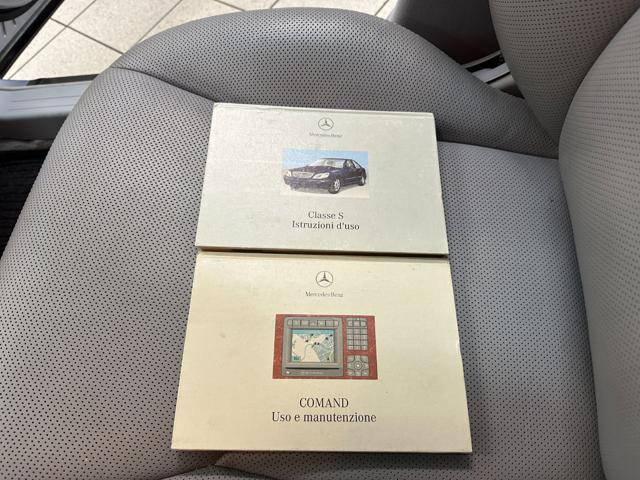 Mercedes-Benz
Classe S
Istruzioni d'uso
Mercedes-Benz
COMAND
Uso e manutenzione